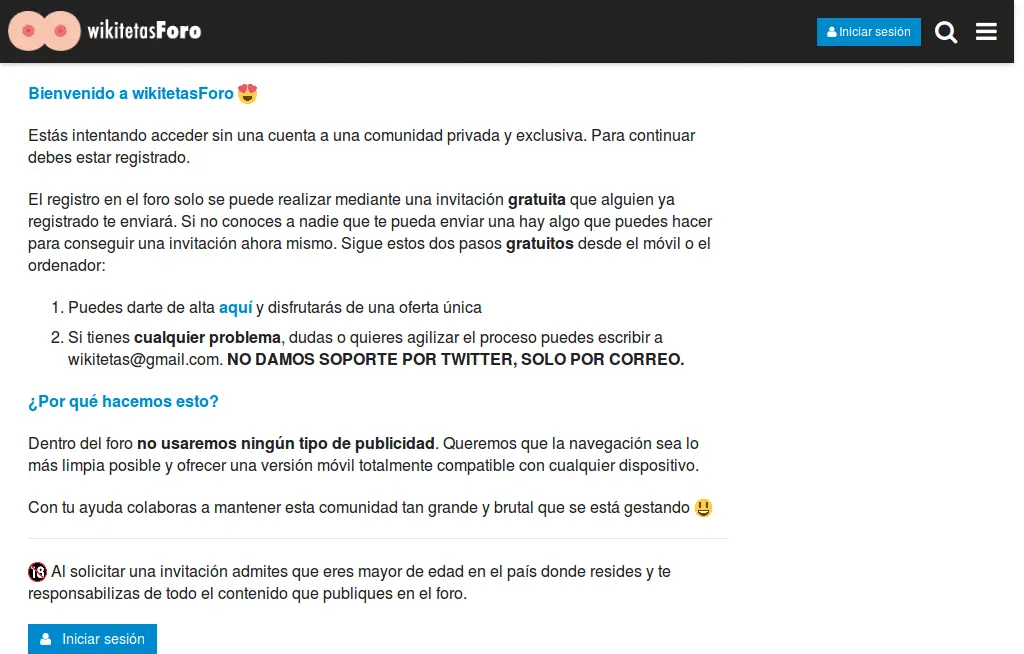 wikitetasForo
Iniciar sesión
Bienvenido a wikitetasForo
Estás intentando acceder sin una cuenta a una comunidad privada y exclusiva. Para continuar
debes estar registrado.
El registro en el foro solo se puede realizar mediante una invitación gratuita que alguien ya
registrado te enviará. Si no conoces a nadie que te pueda enviar una hay algo que puedes hacer
para conseguir una invitación ahora mismo. Sigue estos dos pasos gratuitos desde el móvil o el
ordenador:
1. Puedes darte de alta aquí y disfrutarás de una oferta única
2. Si tienes cualquier problema, dudas o quieres agilizar el proceso puedes escribir a
wikitetas@gmail.com. NO DAMOS SOPORTE POR TWITTER, SOLO POR CORREO.
¿Por qué hacemos esto?
Dentro del foro no usaremos ningún tipo de publicidad. Queremos que la navegación sea lo
más limpia posible y ofrecer una versión móvil totalmente compatible con cualquier dispositivo.
Con tu ayuda colaboras a mantener esta comunidad tan grande y brutal que se está gestando
18 Al solicitar una invitación admites que eres mayor de edad en el país donde resides y te
responsabilizas de todo el contenido que publiques en el foro.
Iniciar sesión